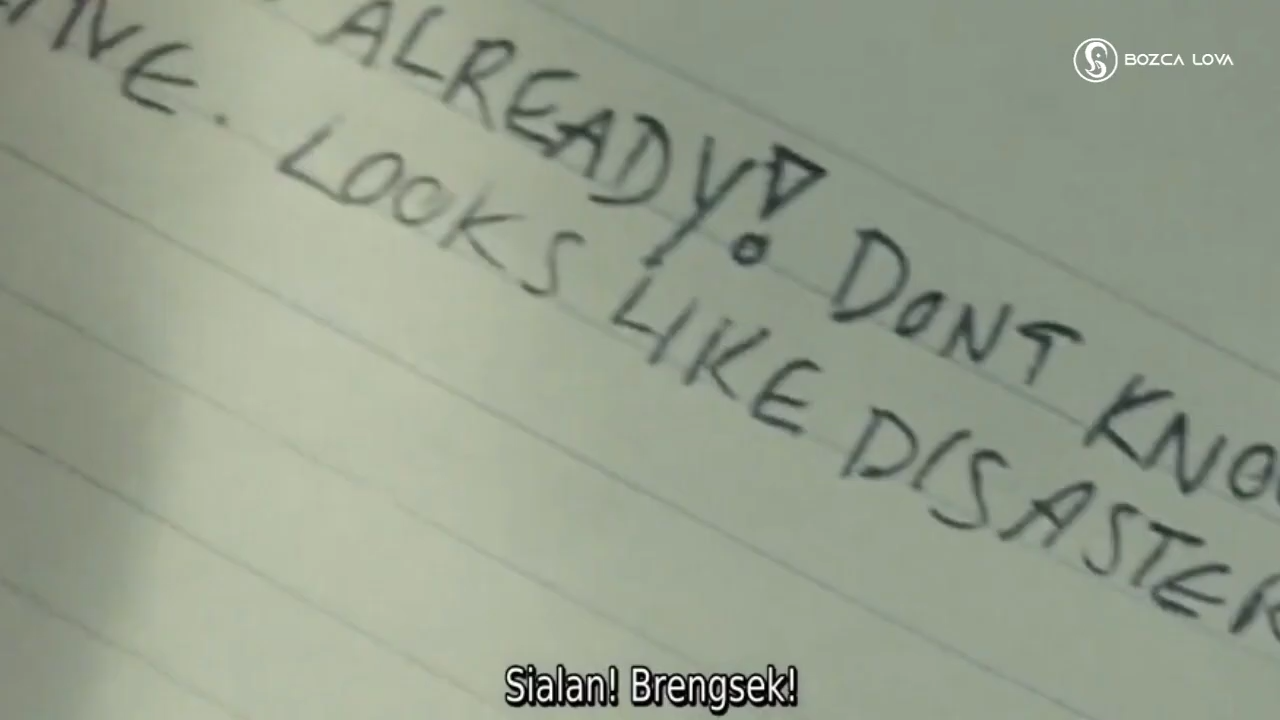 BOZCA LOVA
ALREADY! DONT
. LOOKS LIKE DISASTER
Sialan! Brengsek!